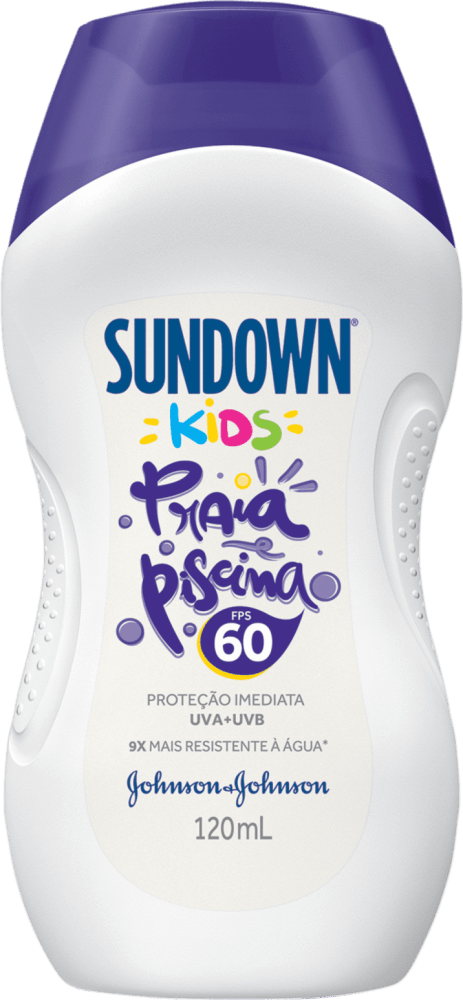 SUNDOWN®
KiDS
Praia
e
piscina
FPS
60
PROTEÇÃO IMEDIATA
UVA+UVB
9X MAIS RESISTENTE À ÁGUA*
Johnson&Johnson
120mL